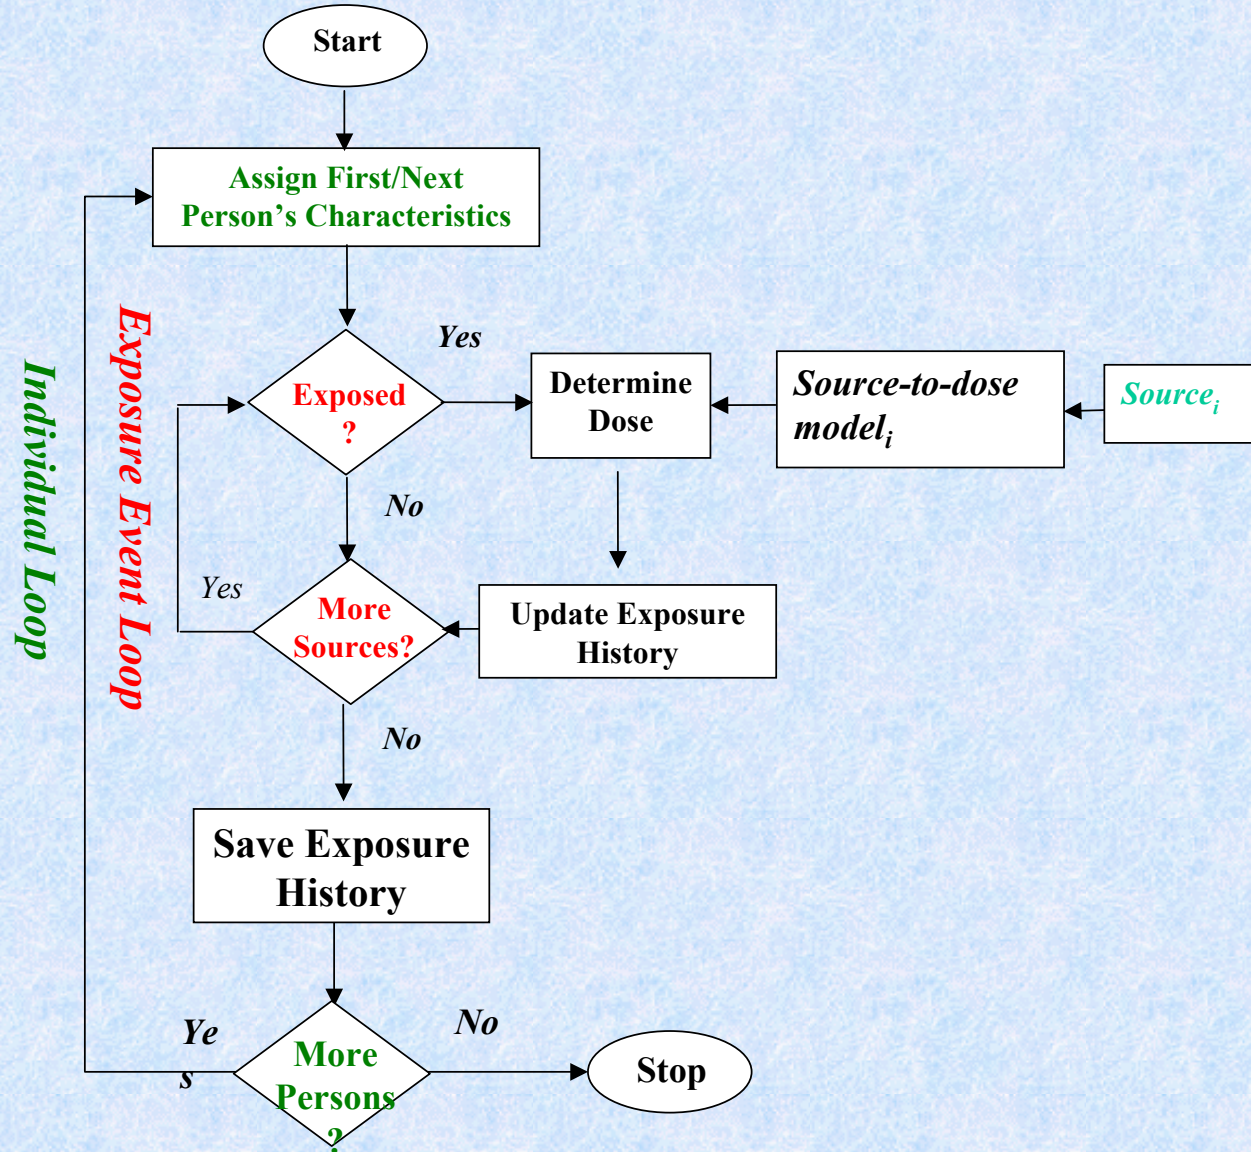 Start
Assign First/Next
Person’s Characteristics
Individual Loop
Exposure Event Loop
Yes
Exposed
?
Determine
Dose
Source-to-dose
modelᵢ
Sourceᵢ
No
Yes
More
Sources?
Update Exposure
History
No
Save Exposure
History
Ye
s
More
Persons
?
No
Stop